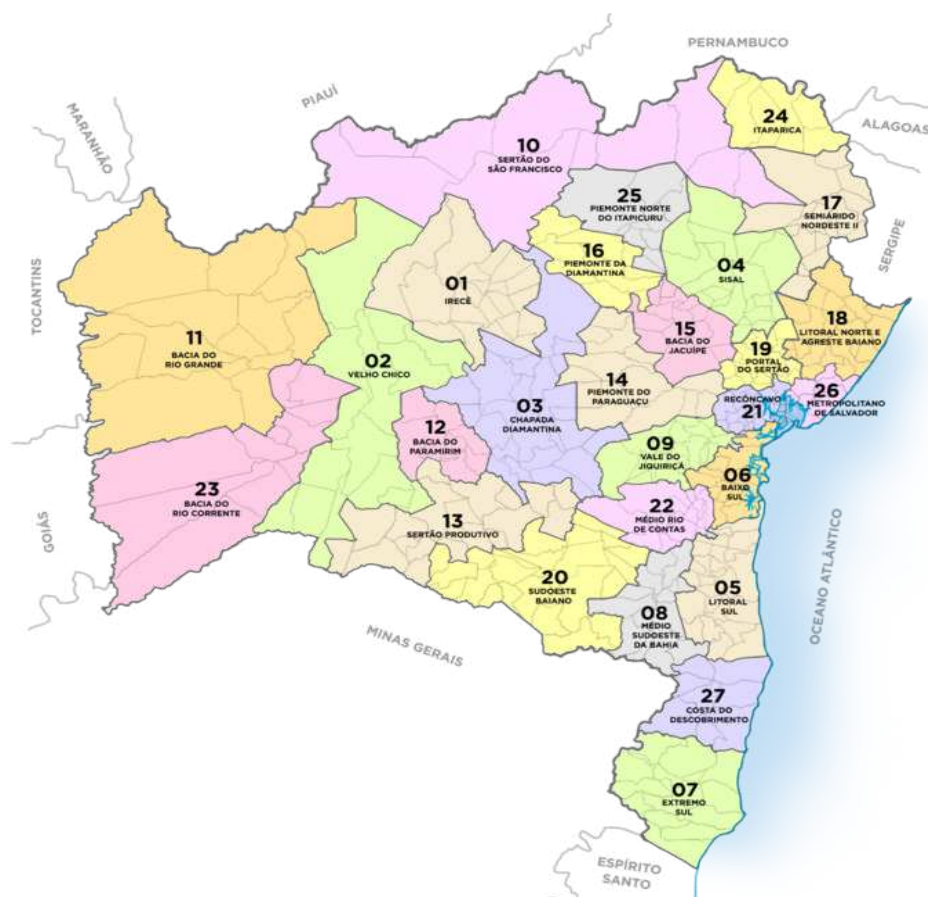 PERNAMBUCO
PIAUÍ
MARANHÃO
24
ITAPARICA
ALAGOAS
10
SERTÃO DO
SÃO FRANCISCO
25
PIEMONTE NORTE
DO ITAPICURU
17
SEMIÁRIDO
NORDESTE II
SERGIPE
TOCANTINS
16
PIEMONTE DA
DIAMANTINA
04
SISAL
01
IRECÊ
18
LITORAL NORTE E
AGRESTE BAIANO
11
BACIA DO
RIO GRANDE
15
BACIA DO
JACUÍPE
19
PORTAL
DO SERTÃO
02
VELHO CHICO
14
PIEMONTE DO
PARAGUAÇU
26
METROPOLITANO
DE SALVADOR
RECÔNCAVO
21
03
CHAPADA
DIAMANTINA
12
BACIA DO
PARAMIRIM
09
VALE DO
JIQUIRIÇÁ
06
BAIXO
SUL
23
BACIA DO
RIO CORRENTE
22
MÉDIO RIO
DE CONTAS
13
SERTÃO PRODUTIVO
GOIÁS
20
SUDOESTE
BAIANO
05
LITORAL
SUL
OCEANO ATLÂNTICO
08
MÉDIO
SUDOESTE
DA BAHIA
MINAS GERAIS
27
COSTA DO
DESCOBRIMENTO
07
EXTREMO
SUL
ESPÍRITO
SANTO